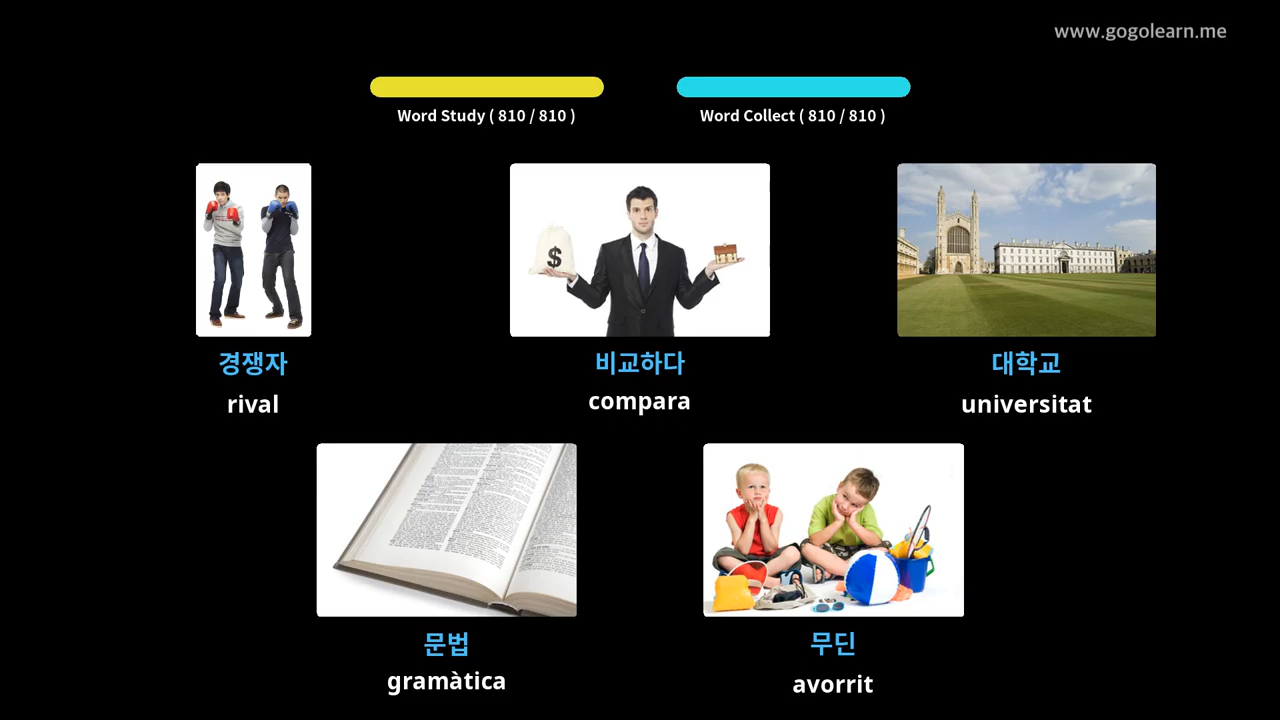 www.gogolearn.me
Word Study ( 810 / 810 )
Word Collect ( 810 / 810 )
$
경쟁자
rival
비교하다
compara
대학교
universitat
문법
gramàtica
무딘
avorrit